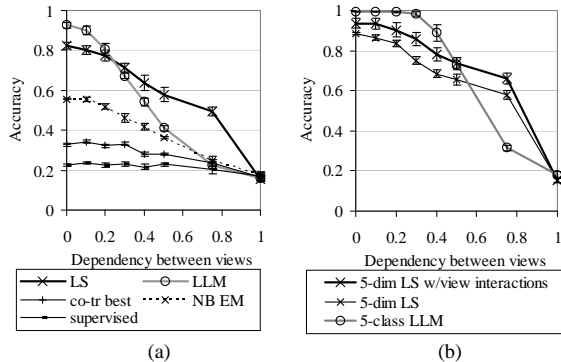 1
0.8
0.6
0.4
0.2
0
Accuracy
0 0.2 0.4 0.6 0.8 1
Dependency between views
LS LLM
co-tr best NB EM
supervised
(a)
1
0.8
0.6
0.4
0.2
0
Accuracy
0 0.2 0.4 0.6 0.8 1
Dependency between views
5-dim LS w/view interactions
5-dim LS
5-class LLM
(b)